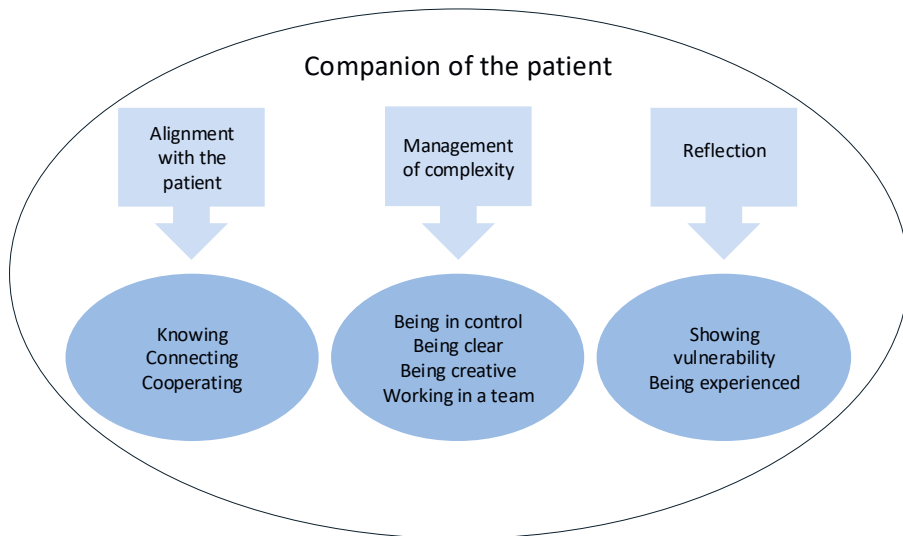 Companion of the patient
Alignment
with the
patient
Management
of complexity
Reflection
Knowing
Connecting
Cooperating
Being in control
Being clear
Being creative
Working in a team
Showing
vulnerability
Being experienced